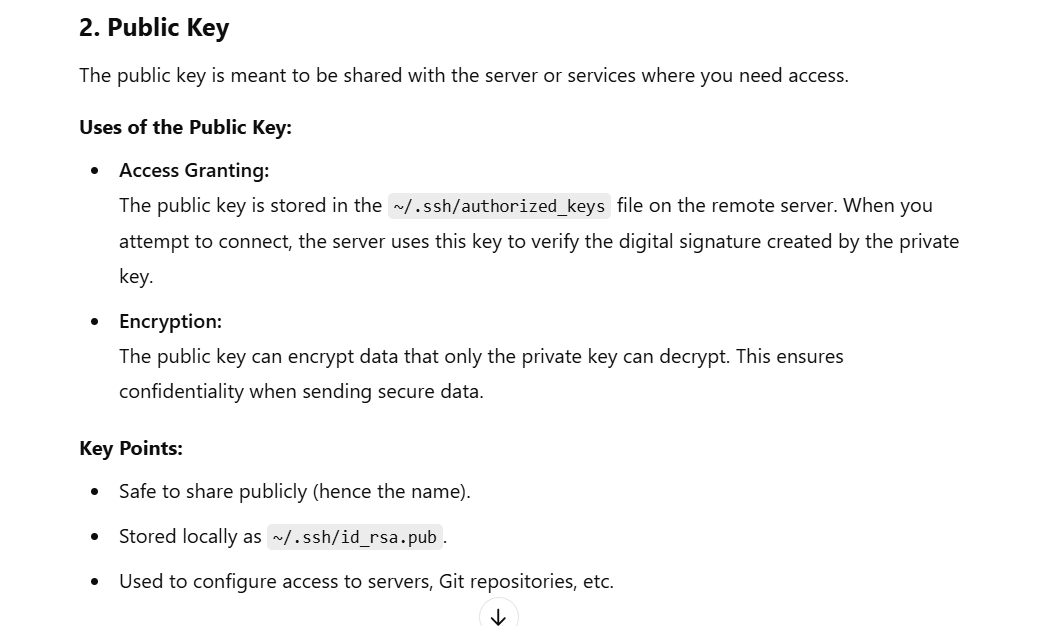 2. Public Key
The public key is meant to be shared with the server or services where you need access.
Uses of the Public Key:
• Access Granting:
The public key is stored in the ~/.ssh/authorized_keys file on the remote server. When you
attempt to connect, the server uses this key to verify the digital signature created by the private
key.
• Encryption:
The public key can encrypt data that only the private key can decrypt. This ensures
confidentiality when sending secure data.
Key Points:
• Safe to share publicly (hence the name).
• Stored locally as ~/.ssh/id_rsa.pub.
• Used to configure access to servers, Git repositories, etc.